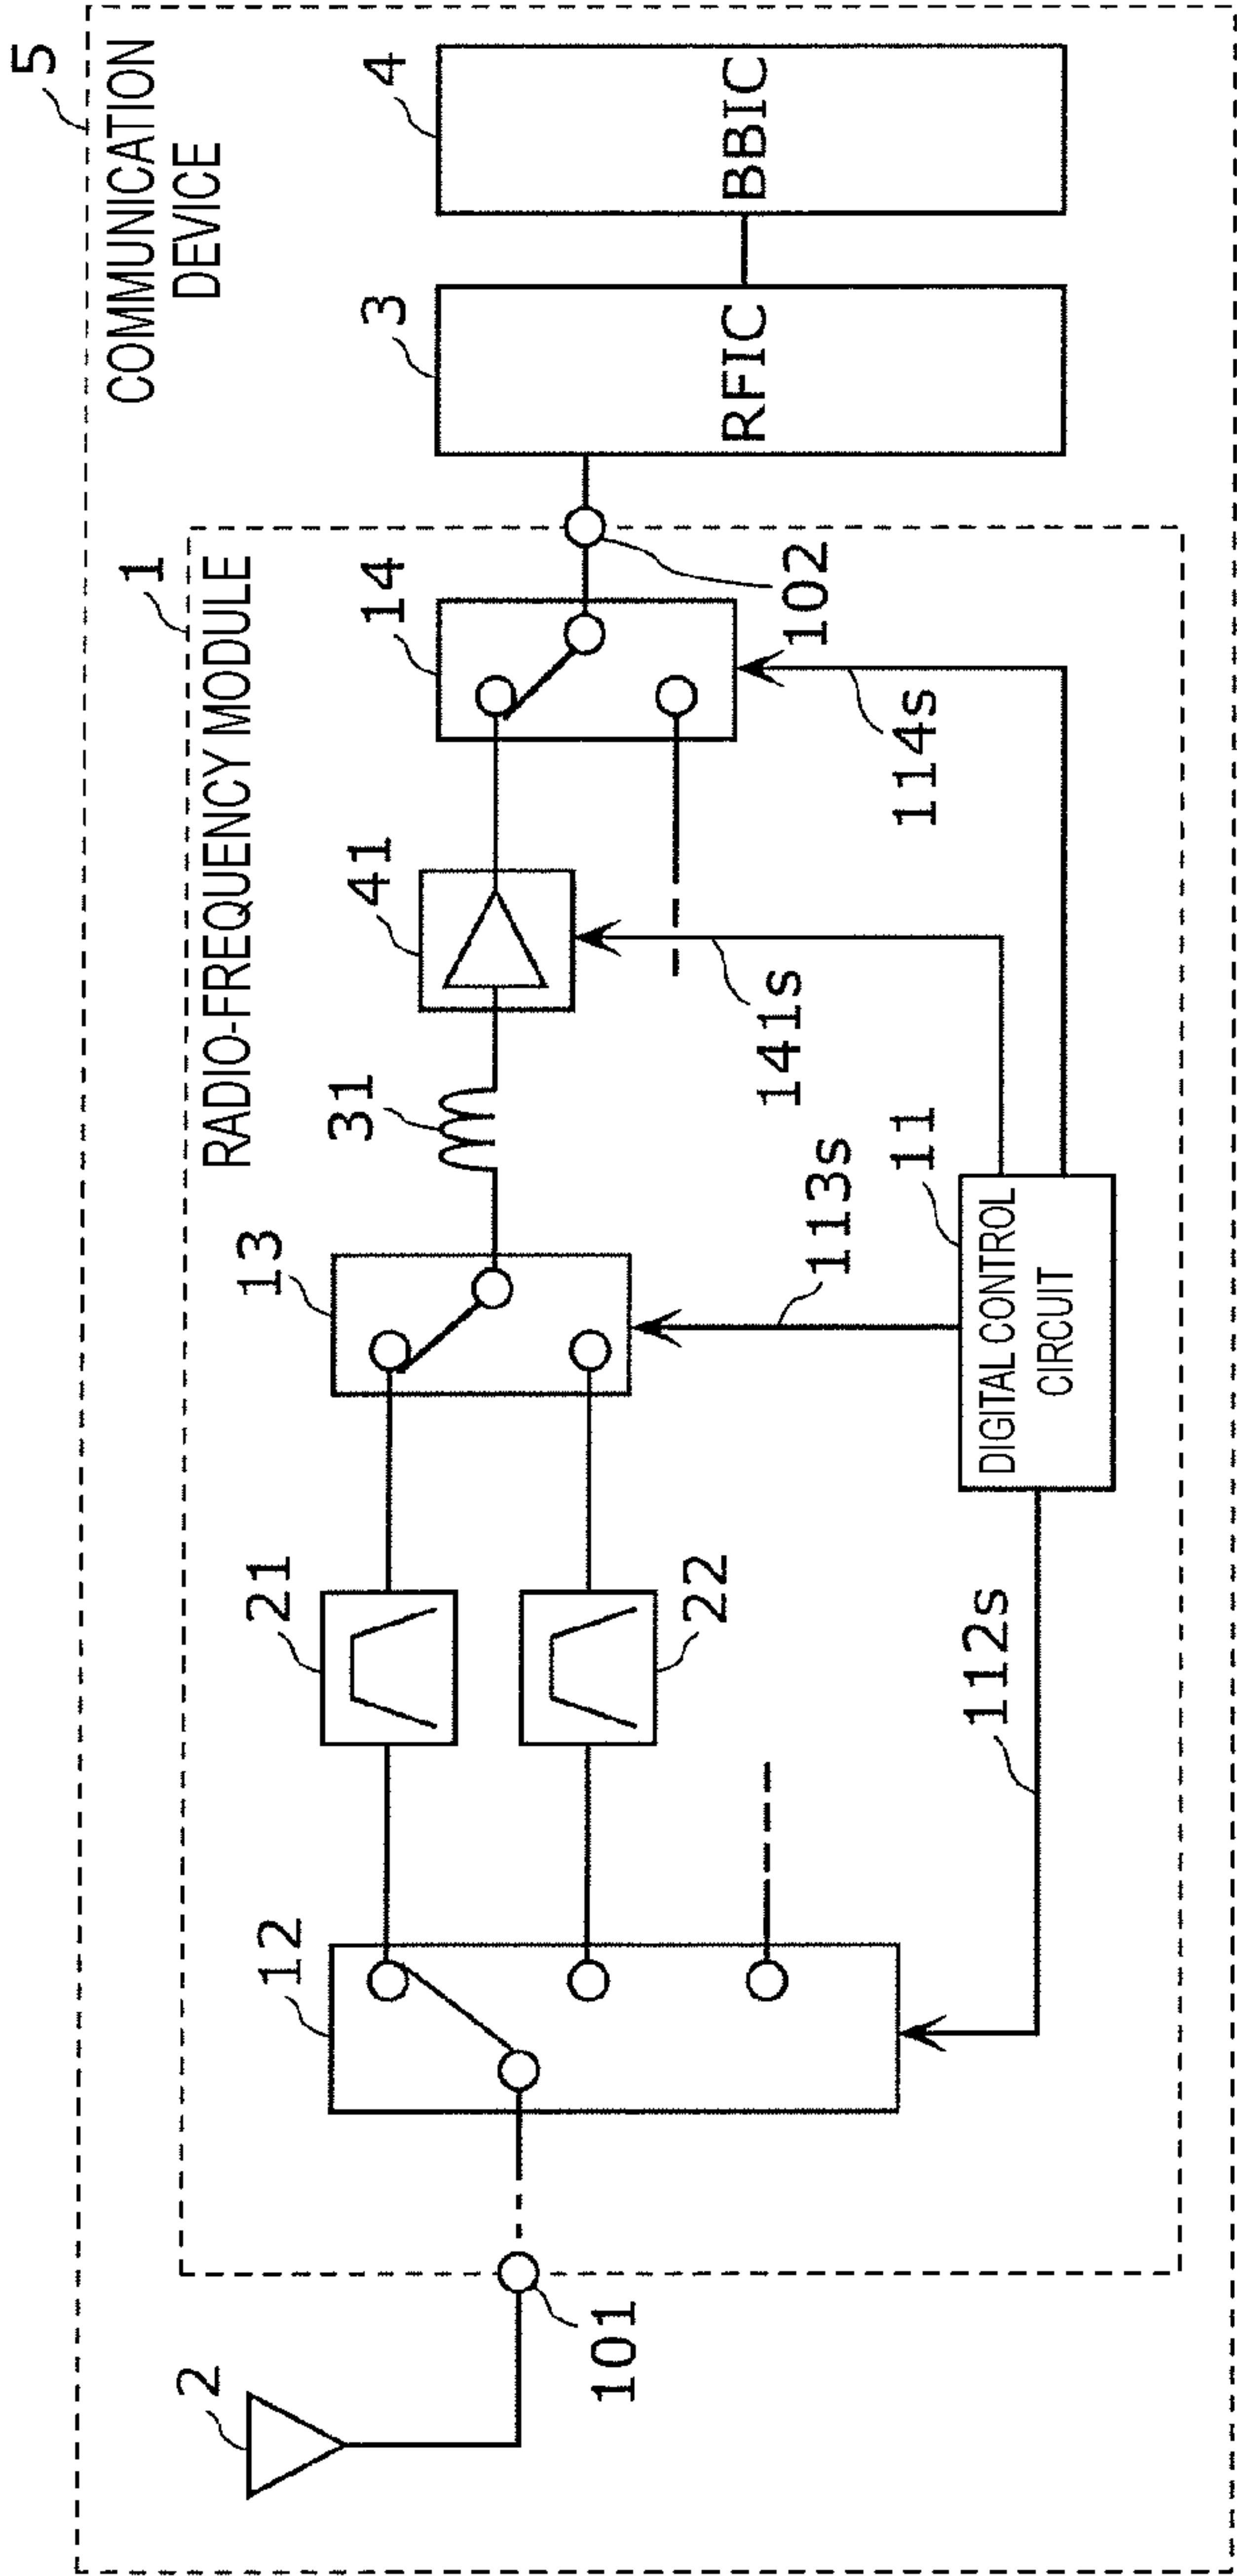 5
COMMUNICATION
DEVICE
1
RADIO-FREQUENCY MODULE
2
101
12
21
22
13
31
41
14
102
3
RFIC
4
BBIC
112s
113s
141s
114s
11
DIGITAL CONTROL
CIRCUIT